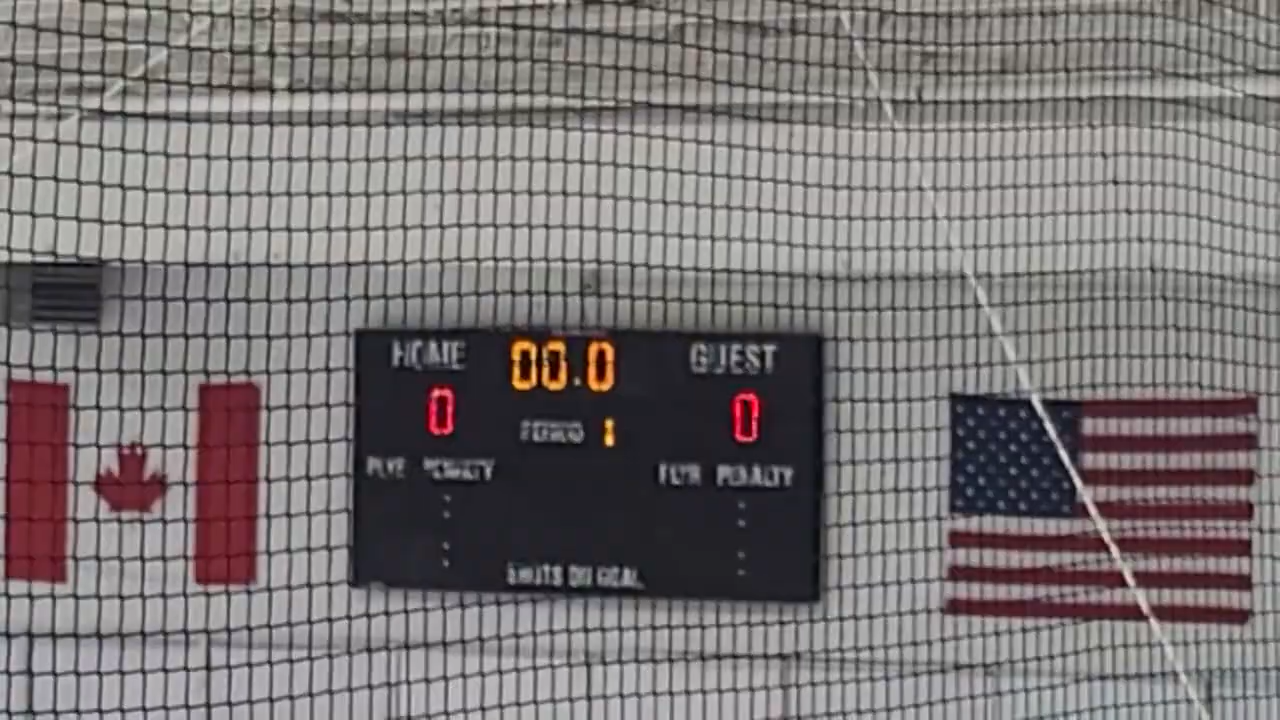 HOME 00.0 GUEST
0 0
PERIOD 1
PLYR PENALTY PLYR PENALTY
SHOTS ON GOAL